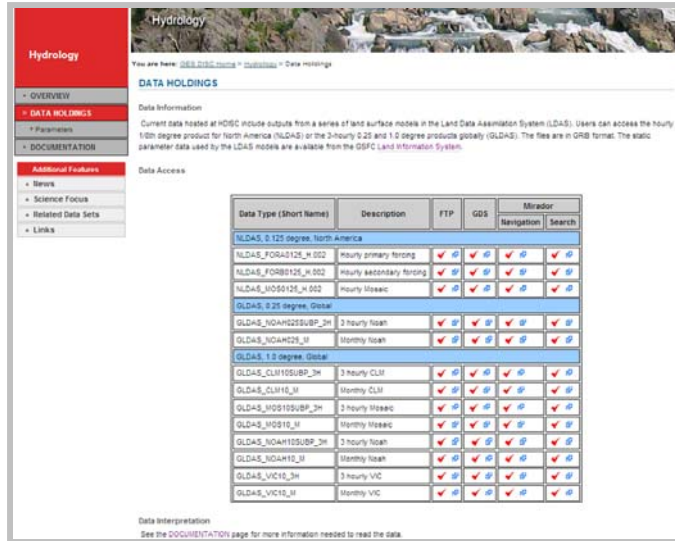 Hydrology
Hydrology
You are here: GES DISC Home » Hydrology » Data Holdings
DATA HOLDINGS
OVERVIEW
DATA HOLDINGS
Parameters
DOCUMENTATION
Additional Features
News
Science Focus
Related Data Sets
Links
Data Information
Current data hosted at HDISC include outputs from a series of land surface models in the Land Data Assimilation System (LDAS). Users can access the hourly
1/8th degree product for North America (NLDAS) or the 3-hourly 0.25 and 1.0 degree products globally (GLDAS). The files are in GRIB format. The static
parameter data used by the LDAS models are available from the GSFC Land Information System.
Data Access
Data Type (Short Name) Description FTP GDS Mirador
Navigation Search
NLDAS, 0.125 degree, North America
NLDAS_FORA0125_H.002 Hourly primary forcing
NLDAS_FORB0125_H.002 Hourly secondary forcing
NLDAS_MOS0125_H.002 Hourly Mosaic
GLDAS, 0.25 degree, Global
GLDAS_NOAH025SUBP_3H 3 hourly Noah
GLDAS_NOAH025_M Monthly Noah
GLDAS, 1.0 degree, Global
GLDAS_CLM10SUBP_3H 3 hourly CLM
GLDAS_CLM10_M Monthly CLM
GLDAS_MOS10SUBP_3H 3 hourly Mosaic
GLDAS_MOS10_M Monthly Mosaic
GLDAS_NOAH10SUBP_3H 3 hourly Noah
GLDAS_NOAH10_M Monthly Noah
GLDAS_VIC10_3H 3 hourly VIC
GLDAS_VIC10_M Monthly VIC
Data Interpretation
See the DOCUMENTATION page for more information needed to read the data.